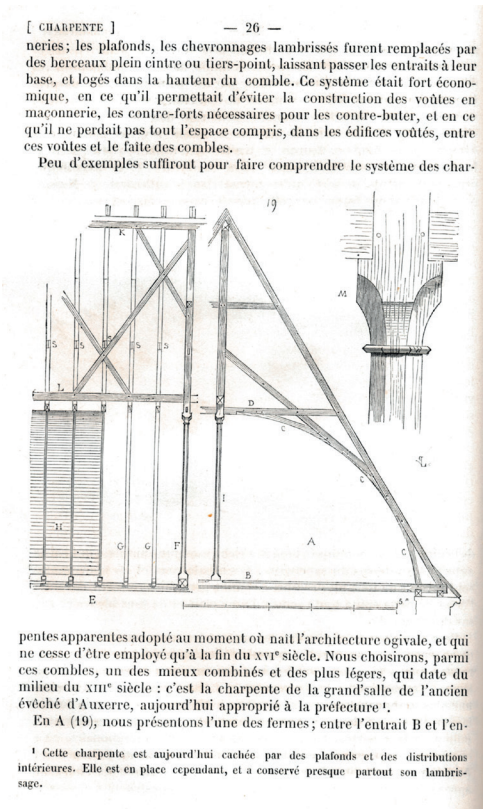 [ CHARPENTE ] — 26 —
neries; les plafonds, les chevronnages lambrissés furent remplacés par
des berceaux plein cintre ou tiers-point, laissant passer les entraits à leur
base, et logés dans la hauteur du comble. Ce système était fort écono-
mique, en ce qu'il permettait d'éviter la construction des voûtes en
maçonnerie, les contre-forts nécessaires pour les contre-buter, et en ce
qu'il ne perdait pas tout l'espace compris, dans les édifices voûtés, entre
ces voûtes et le faîte des combles.
Peu d'exemples suffiront pour faire comprendre le système des char-
19
K
M
S S S S S
L
D
C
C
I
H
A
G G F
C
B
E
5 m
pentes apparentes adopté au moment où naît l'architecture ogivale, et qui
ne cesse d'être employé qu'à la fin du XVIe siècle. Nous choisirons, parmi
ces combles, un des mieux combinés et des plus légers, qui date du
milieu du XIIIe siècle : c'est la charpente de la grand'salle de l'ancien
évêché d'Auxerre, aujourd'hui approprié à la préfecture ¹.
En A (19), nous présentons l'une des fermes; entre l'entrait B et l'en-
¹ Cette charpente est aujourd'hui cachée par des plafonds et des distributions
intérieures. Elle est en place cependant, et a conservé presque partout son lambris-
sage.